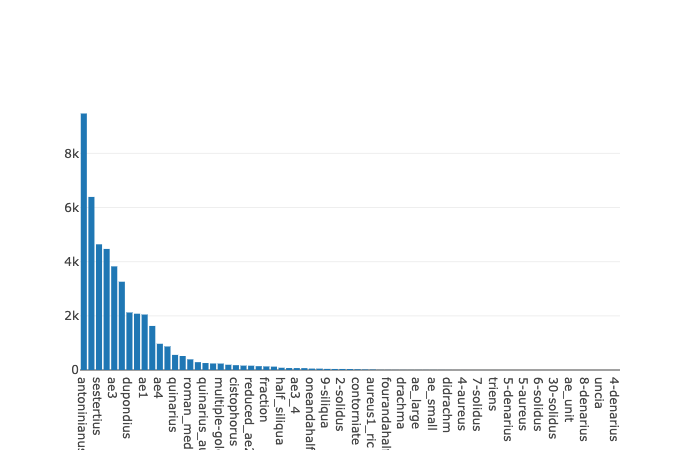 8k
6k
4k
2k
0
antoninianus
sestertius
ae3
dupondius
ae1
ae4
quinarius
roman_med
quinarius_au
multiple-gol
cistophorus
reduced_ae2
fraction
half_siliqua
ae3_4
oneandahalf
9-siliqua
2-solidus
contorniate
aureus1_ric
fourandahal
drachma
ae_large
ae_small
didrachm
4-aureus
7-solidus
triens
5-denarius
5-aureus
6-solidus
30-solidus
ae_unit
8-denarius
uncia
4-denarius